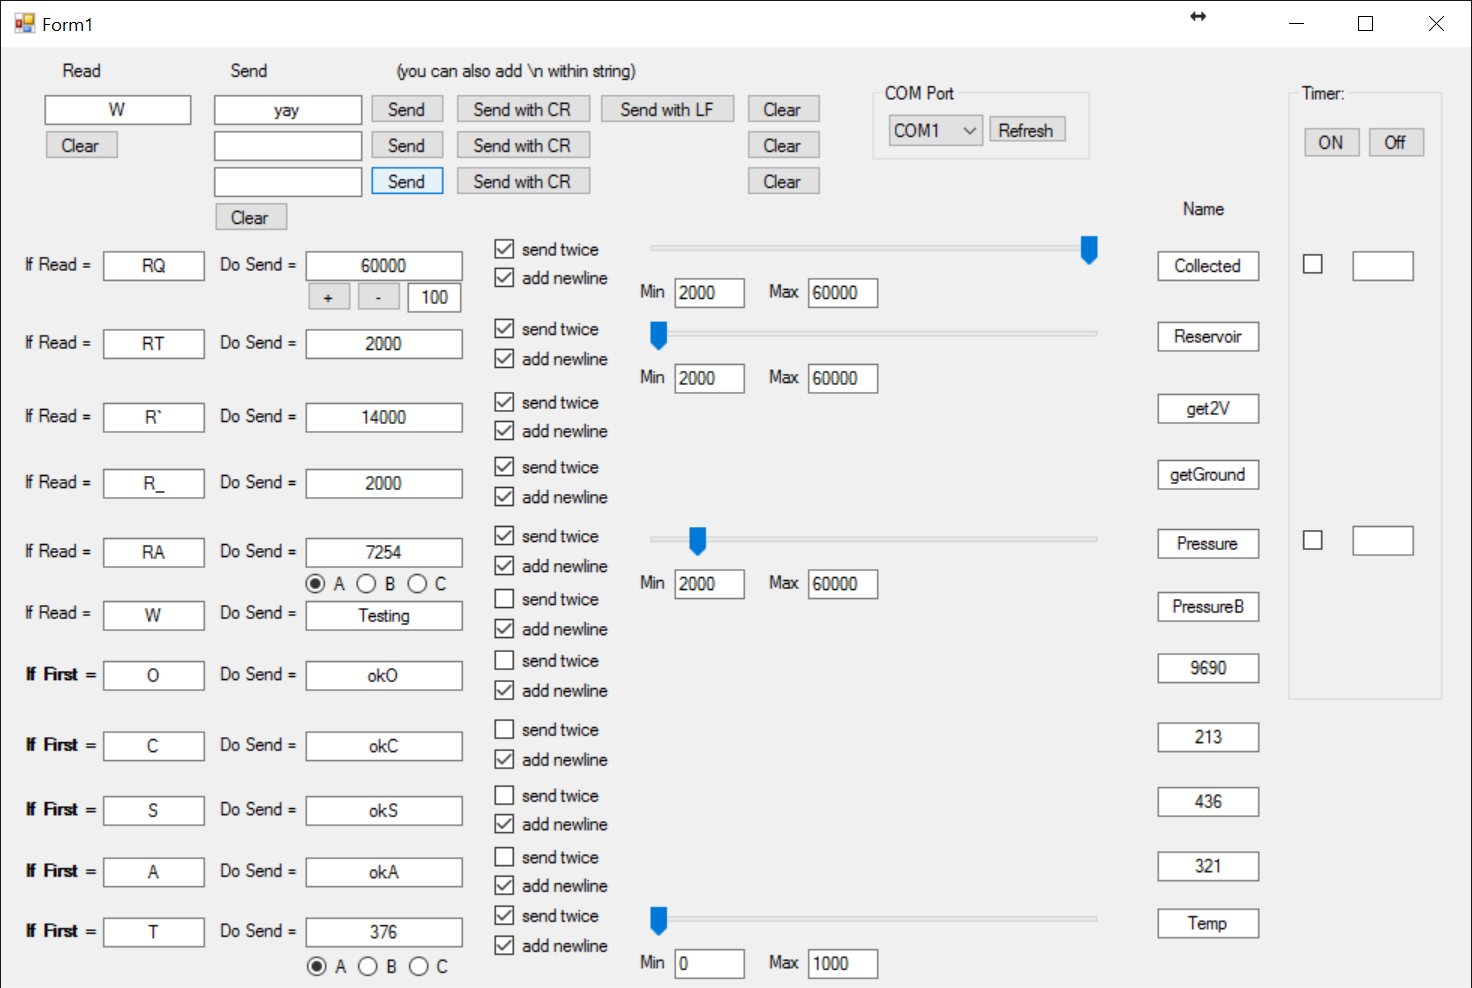 Form1
Read Send (you can also add \n within string)
COM Port Timer:
W yay Send Send with CR Send with LF Clear
COM1 Refresh
Clear Send Send with CR Clear ON Off
Send Send with CR Clear
Name
Clear
If Read = RQ Do Send = 60000 send twice Collected
add newline
+ - 100 Min 2000 Max 60000
If Read = RT Do Send = 2000 send twice Reservoir
add newline
Min 2000 Max 60000
If Read = R` Do Send = 14000 send twice get2V
add newline
If Read = R_ Do Send = 2000 send twice getGround
add newline
If Read = RA Do Send = 7254 send twice Pressure
add newline
A B C Min 2000 Max 60000
If Read = W Do Send = Testing send twice PressureB
add newline
If First = O Do Send = okO send twice 9690
add newline
If First = C Do Send = okC send twice 213
add newline
If First = S Do Send = okS send twice 436
add newline
If First = A Do Send = okA send twice 321
add newline
If First = T Do Send = 376 send twice Temp
add newline
A B C Min 0 Max 1000